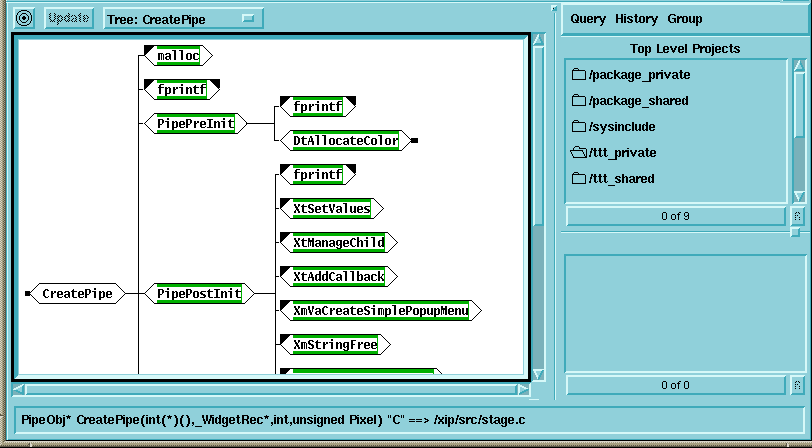 Update
Tree: CreatePipe
malloc
fprintf
PipePreInit
fprintf
DtAllocateColor
fprintf
XtSetValues
XtManageChild
XtAddCallback
CreatePipe
PipePostInit
XmVaCreateSimplePopupMenu
XmStringFree
Query History Group
Top Level Projects
/package_private
/package_shared
/sysinclude
/ttt_private
/ttt_shared
0 of 9
0 of 0
PipeObj* CreatePipe(int(*)(),_WidgetRec*,int,unsigned Pixel) "C" ==> /xip/src/stage.c